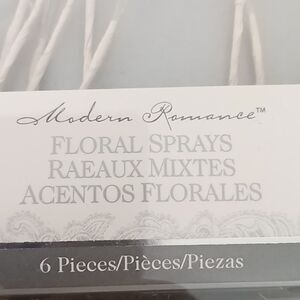 Modern Romance™
FLORAL SPRAYS
RAEAUX MIXTES
ACENTOS FLORALES
6 Pieces/Pièces/Piezas